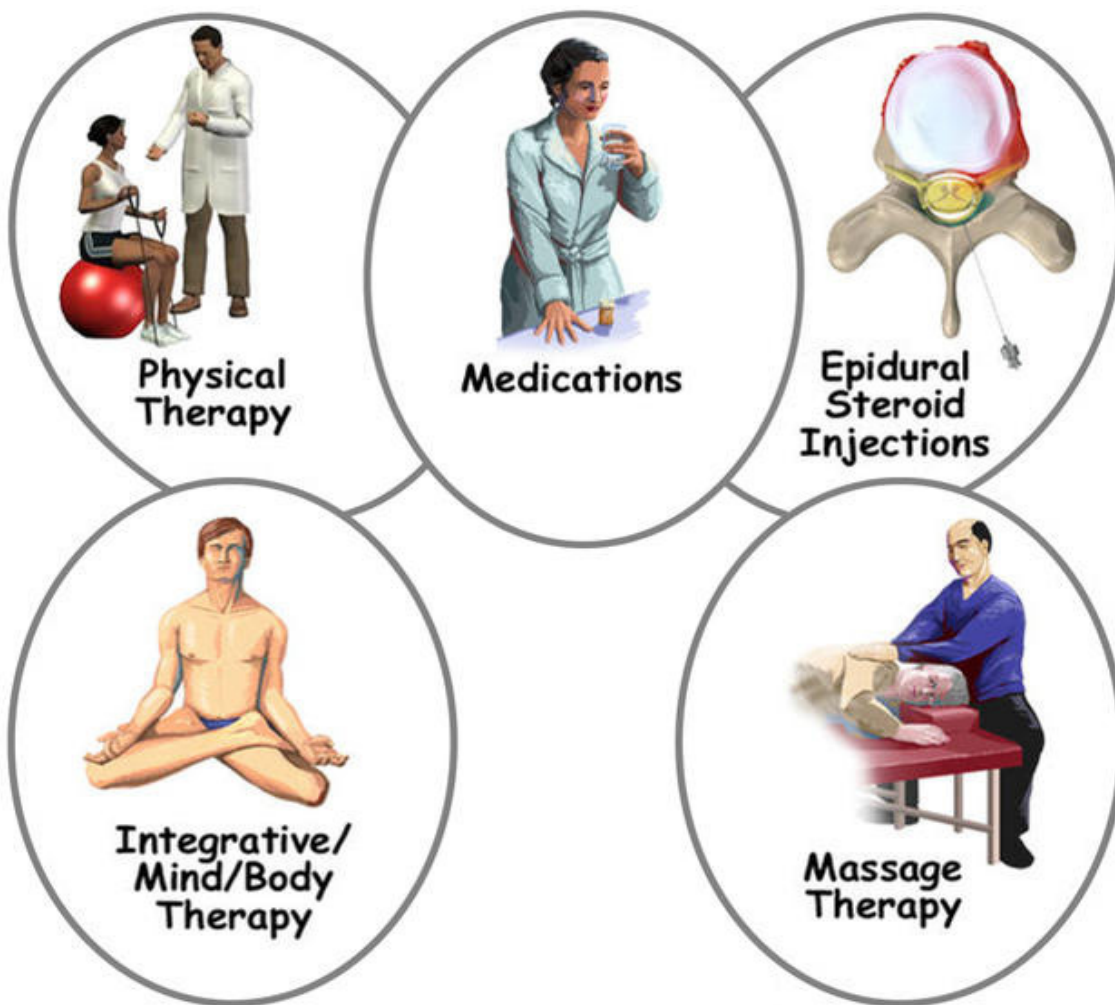 Physical
Therapy
Medications
Epidural
Steroid
Injections
Integrative/
Mind/Body
Therapy
Massage
Therapy